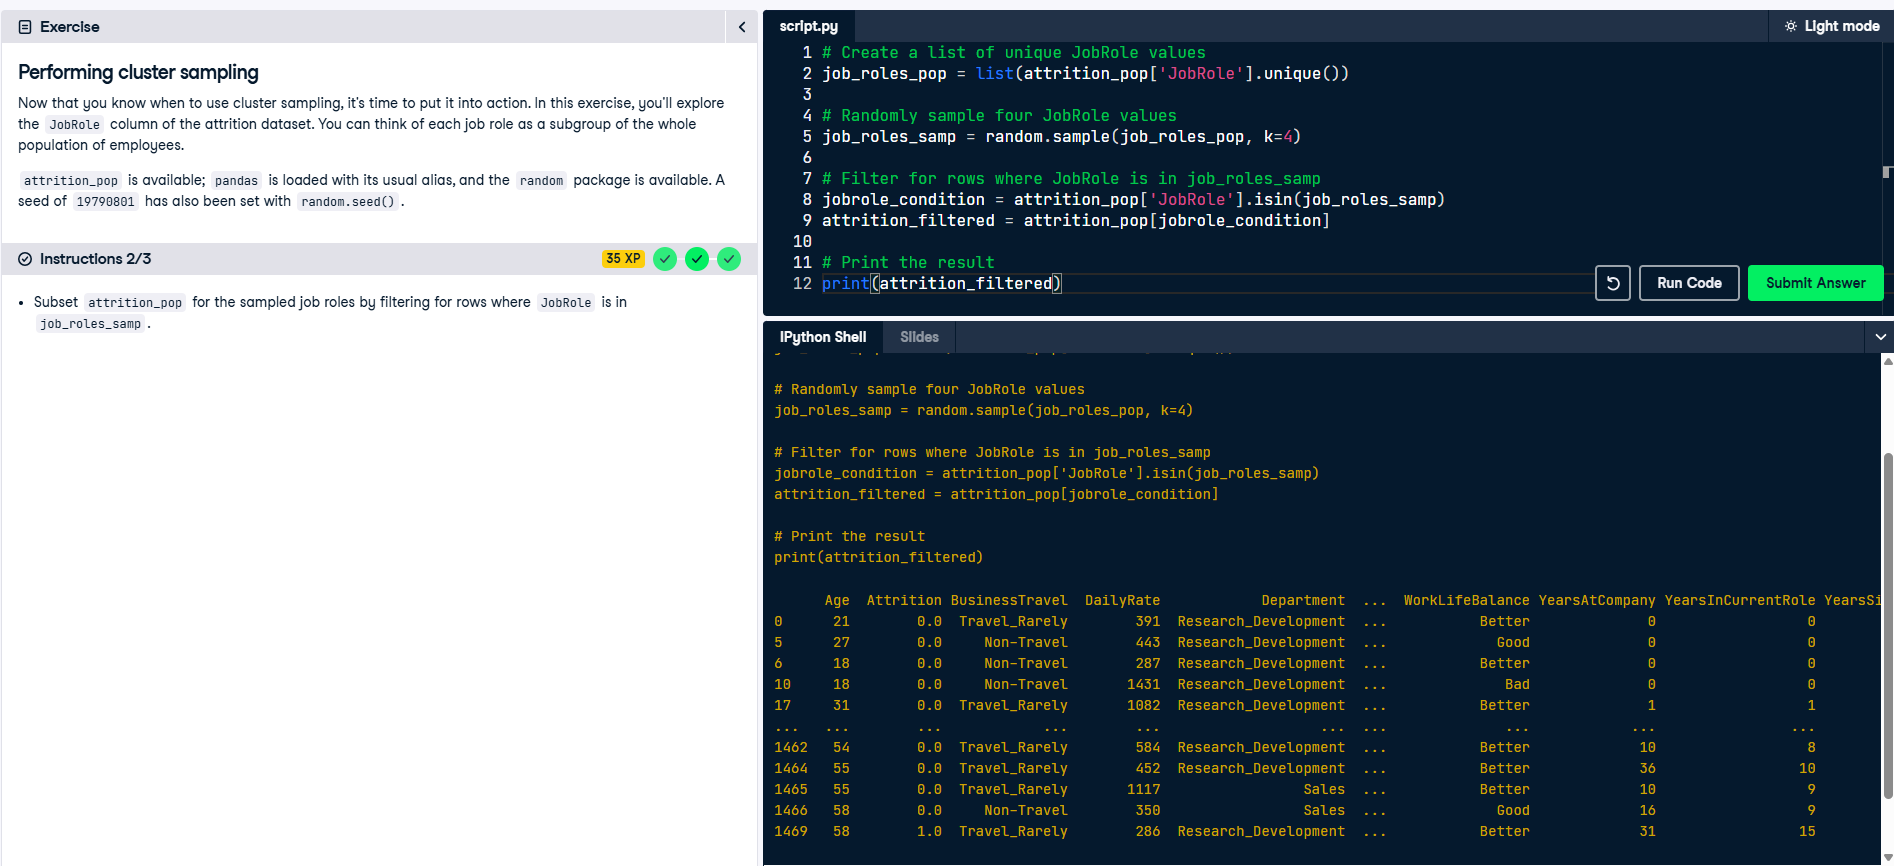 Exercise
Performing cluster sampling
Now that you know when to use cluster sampling, it's time to put it into action. In this exercise, you'll explore
the JobRole column of the attrition dataset. You can think of each job role as a subgroup of the whole
population of employees.
attrition_pop is available; pandas is loaded with its usual alias, and the random package is available. A
seed of 19790801 has also been set with random.seed() .
Instructions 2/3
35 XP
• Subset attrition_pop for the sampled job roles by filtering for rows where JobRole is in
job_roles_samp .
script.py
Light mode
1 # Create a list of unique JobRole values
2 job_roles_pop = list(attrition_pop['JobRole'].unique())
3
4 # Randomly sample four JobRole values
5 job_roles_samp = random.sample(job_roles_pop, k=4)
6
7 # Filter for rows where JobRole is in job_roles_samp
8 jobrole_condition = attrition_pop['JobRole'].isin(job_roles_samp)
9 attrition_filtered = attrition_pop[jobrole_condition]
10
11 # Print the result
12 print(attrition_filtered)
Run Code
Submit Answer
IPython Shell
Slides
# Randomly sample four JobRole values
job_roles_samp = random.sample(job_roles_pop, k=4)
# Filter for rows where JobRole is in job_roles_samp
jobrole_condition = attrition_pop['JobRole'].isin(job_roles_samp)
attrition_filtered = attrition_pop[jobrole_condition]
# Print the result
print(attrition_filtered)
Age Attrition BusinessTravel DailyRate Department ... WorkLifeBalance YearsAtCompany YearsInCurrentRole YearsSi
0 21 0.0 Travel_Rarely 391 Research_Development ... Better 0 0
5 27 0.0 Non-Travel 443 Research_Development ... Good 0 0
6 18 0.0 Non-Travel 287 Research_Development ... Better 0 0
10 18 0.0 Non-Travel 1431 Research_Development ... Bad 0 0
17 31 0.0 Travel_Rarely 1082 Research_Development ... Better 1 1
... ... ... ... ... ... ... ... ... ...
1462 54 0.0 Travel_Rarely 584 Research_Development ... Better 10 8
1464 55 0.0 Travel_Rarely 452 Research_Development ... Better 36 10
1465 55 0.0 Travel_Rarely 1117 Sales ... Better 10 9
1466 58 0.0 Non-Travel 350 Sales ... Good 16 9
1469 58 1.0 Travel_Rarely 286 Research_Development ... Better 31 15